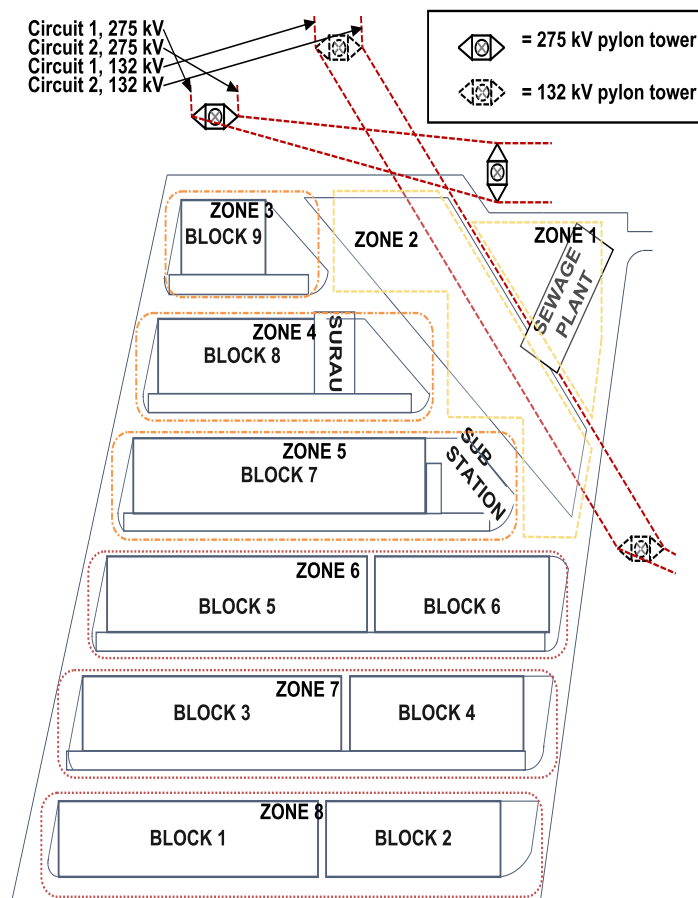 Circuit 1, 275 kV
Circuit 2, 275 kV
Circuit 1, 132 kV
Circuit 2, 132 kV
= 275 kV pylon tower
= 132 kV pylon tower
ZONE 3
BLOCK 9
ZONE 2
ZONE 1
SEWAGE
PLANT
ZONE 4
BLOCK 8
SURAU
ZONE 5
BLOCK 7
SUB
STATION
ZONE 6
BLOCK 5
BLOCK 6
ZONE 7
BLOCK 3
BLOCK 4
ZONE 8
BLOCK 1
BLOCK 2